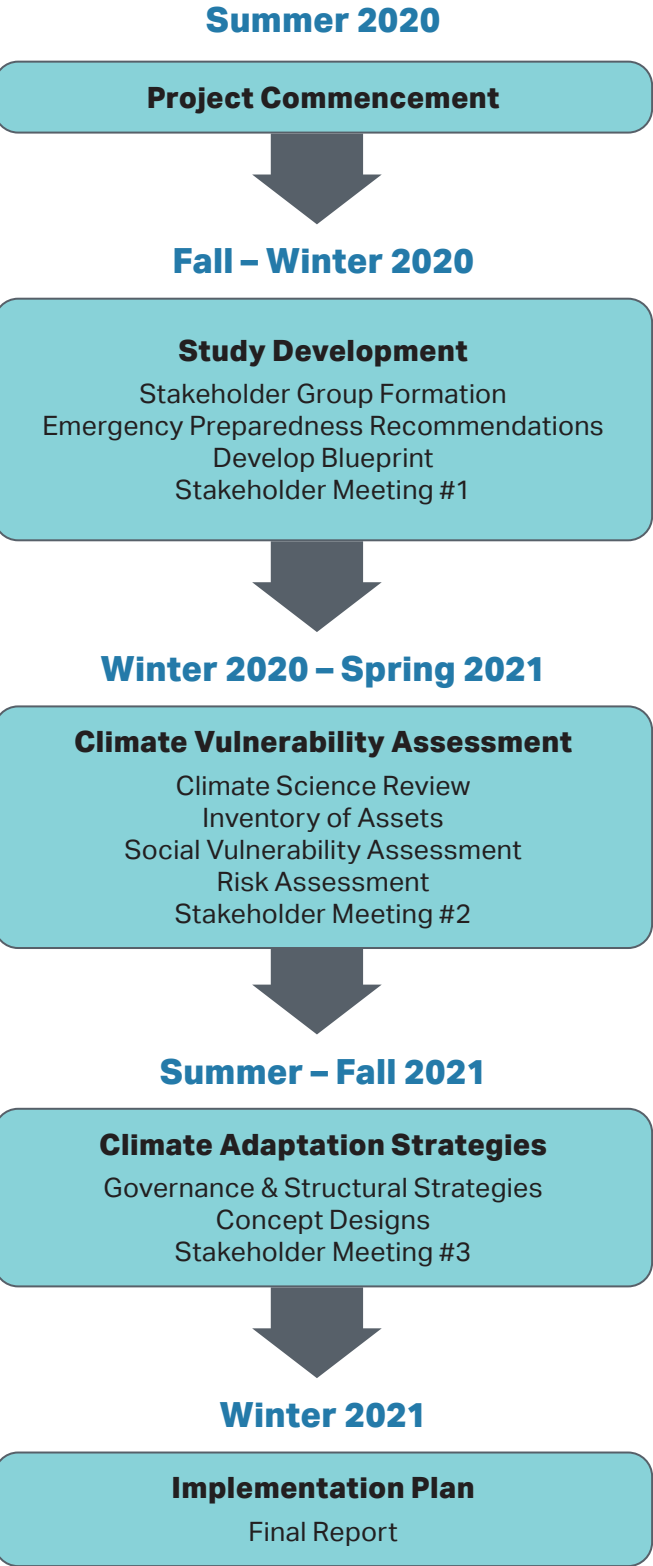 Summer 2020
Project Commencement
Fall – Winter 2020
Study Development
Stakeholder Group Formation
Emergency Preparedness Recommendations
Develop Blueprint
Stakeholder Meeting #1
Winter 2020 – Spring 2021
Climate Vulnerability Assessment
Climate Science Review
Inventory of Assets
Social Vulnerability Assessment
Risk Assessment
Stakeholder Meeting #2
Summer – Fall 2021
Climate Adaptation Strategies
Governance & Structural Strategies
Concept Designs
Stakeholder Meeting #3
Winter 2021
Implementation Plan
Final Report